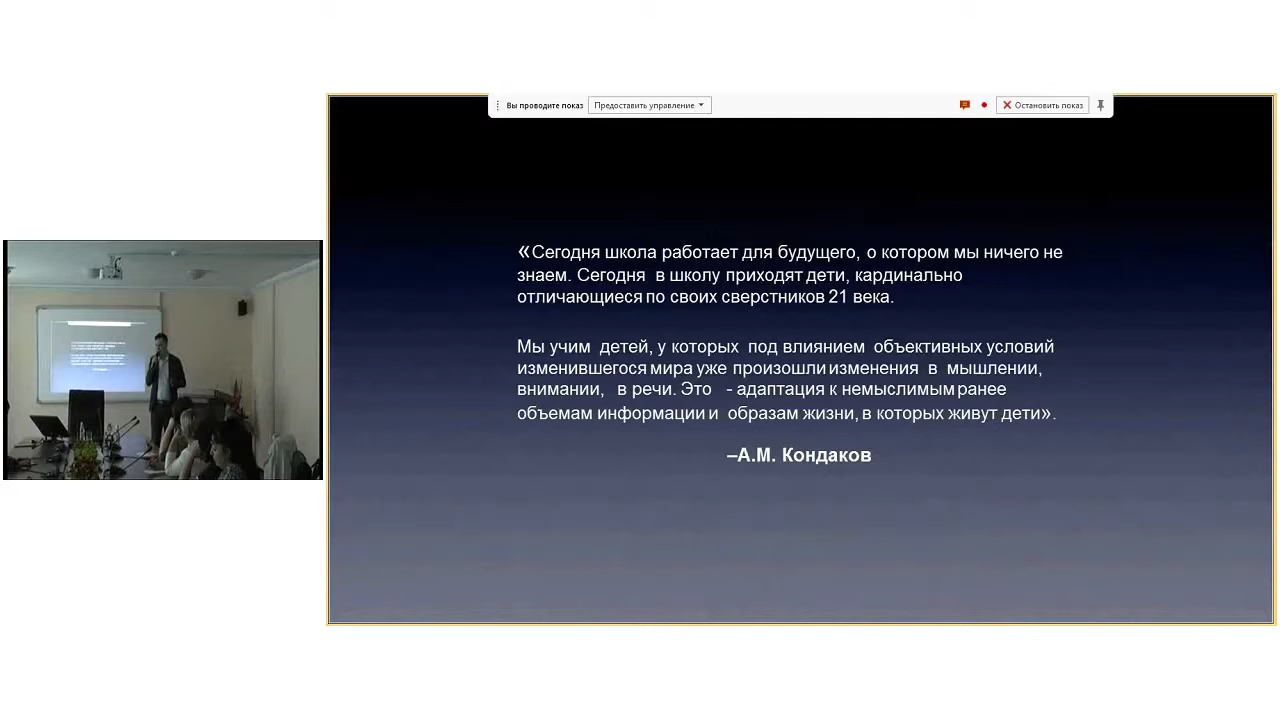 Вы проводите показ Предоставить управление Остановить показ
«Сегодня школа работает для будущего, о котором мы ничего не
знаем. Сегодня в школу приходят дети, кардинально
отличающиеся по своих сверстников 21 века.
Мы учим детей, у которых под влиянием объективных условий
изменившегося мира уже произошли изменения в мышлении,
внимании, в речи. Это - адаптация к немыслимым ранее
объемам информации и образам жизни, в которых живут дети».
–А.М. Кондаков